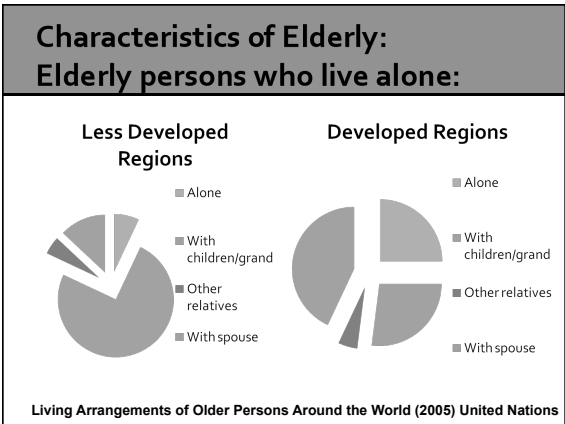 Characteristics of Elderly:
Elderly persons who live alone:
Less Developed
Regions
Alone
With
children/grand
Other
relatives
With spouse
Developed Regions
Alone
With
children/grand
Other relatives
With spouse
Living Arrangements of Older Persons Around the World (2005) United Nations